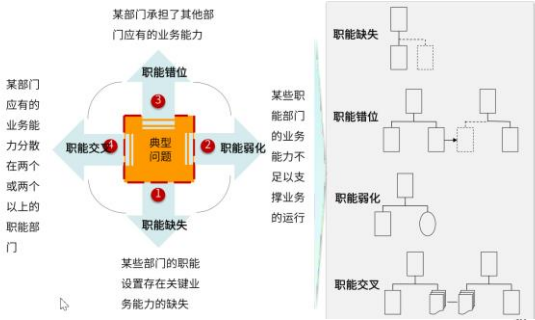 某部门承担了其他部
门应有的业务能力
职能错位
3
某部门
应有的
业务能
力分散
在两个
或两个
以上的
职能部
门
职能交叉
4
典型
问题
2
职能弱化
某些职
能部门
的业务
能力不
足以支
撑业务
的运行
1
职能缺失
某些部门的职能
设置存在关键业
务能力的缺失
职能缺失
职能错位
职能弱化
职能交叉